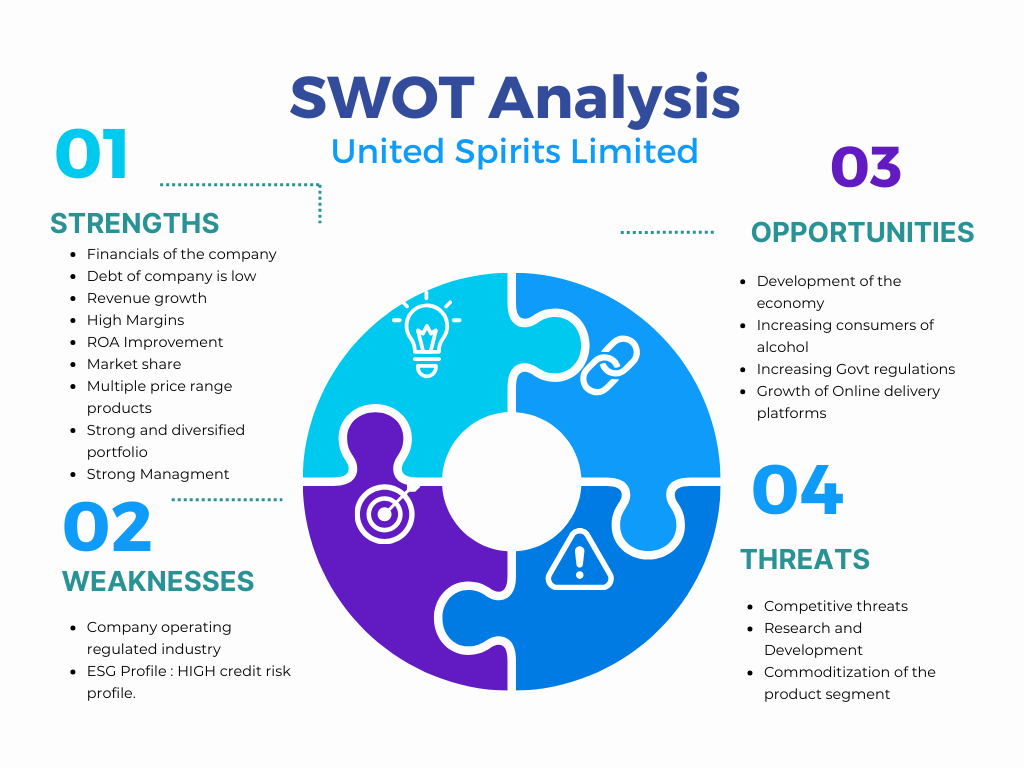 SWOT Analysis
United Spirits Limited
01
STRENGTHS
• Financials of the company
• Debt of company is low
• Revenue growth
• High Margins
• ROA Improvement
• Market share
• Multiple price range
products
• Strong and diversified
portfolio
• Strong Managment
02
WEAKNESSES
• Company operating
regulated industry
• ESG Profile : HIGH credit risk
profile.
03
OPPORTUNITIES
• Development of the
economy
• Increasing consumers of
alcohol
• Increasing Govt regulations
• Growth of Online delivery
platforms
04
THREATS
• Competitive threats
• Research and
Development
• Commoditization of the
product segment